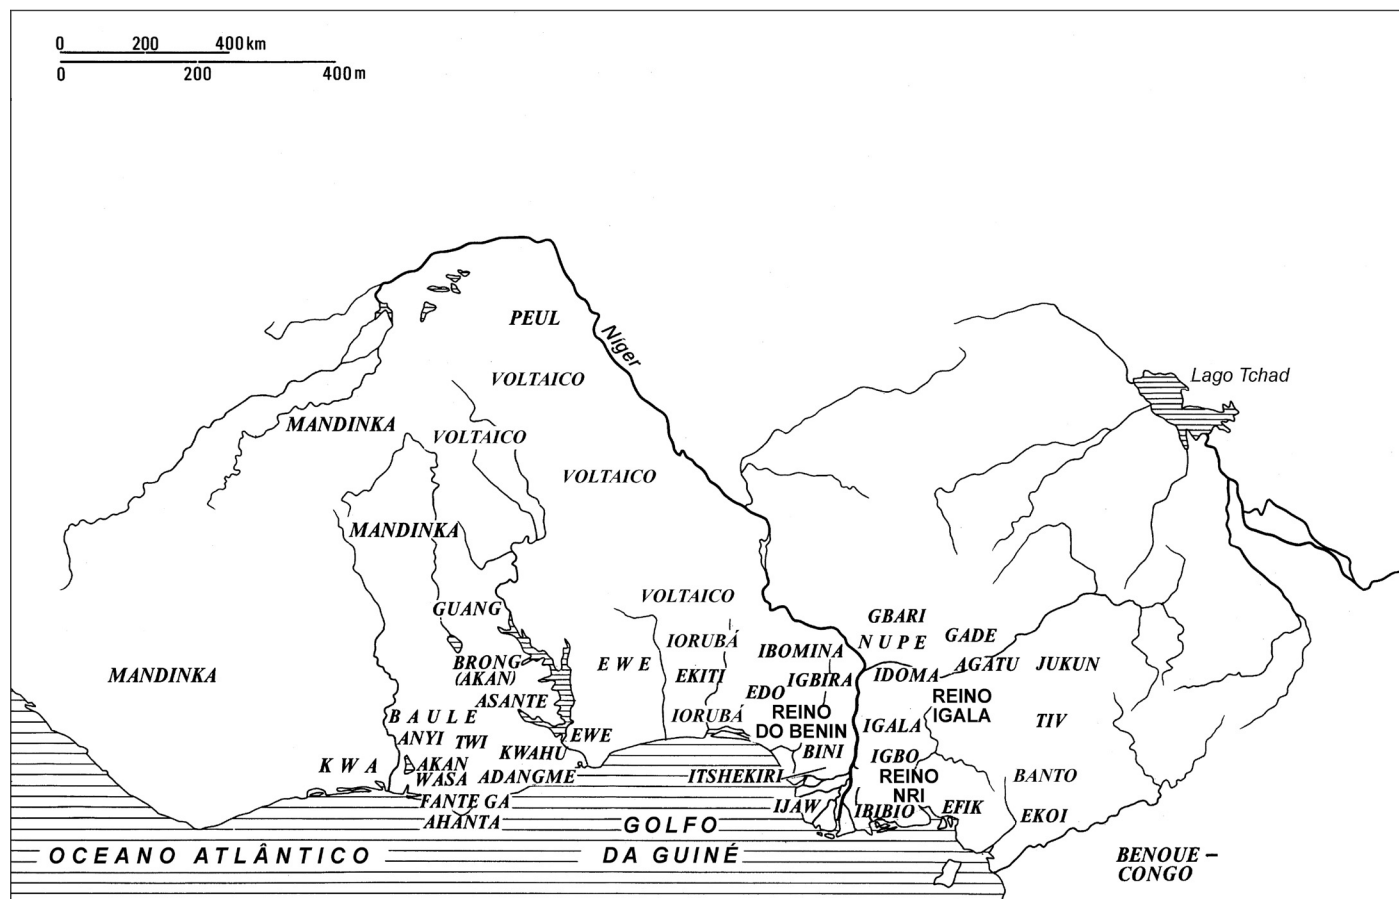 0 200 400 km
0 200 400 m
PEUL
Níger
VOLTAICO
Lago Tchad
MANDINKA
VOLTAICO
VOLTAICO
MANDINKA
VOLTAICO
GUANG
GBARI
NUPE
GADE
IORUBÁ
IBOMINA
BRONG
(AKAN)
EWE
AGATU
JUKUN
MANDINKA
EKITI
IGBIRA
IDOMA
EDO
ASANTE
REINO
IGALA
REINO
DO BENIN
BAULE
IORUBÁ
IGALA
TIV
ANYI
TWI
EWE
KWAHU
BINI
IGBO
KWA
AKAN
WASA
ADANGME
ITSHEKIRI
REINO
NRI
BANTO
FANTE
GA
IJAW
IBIBIO
EFIK
EKOI
AHANTA
GOLFO
DA GUINÉ
OCEANO ATLÂNTICO
BENOUE –
CONGO